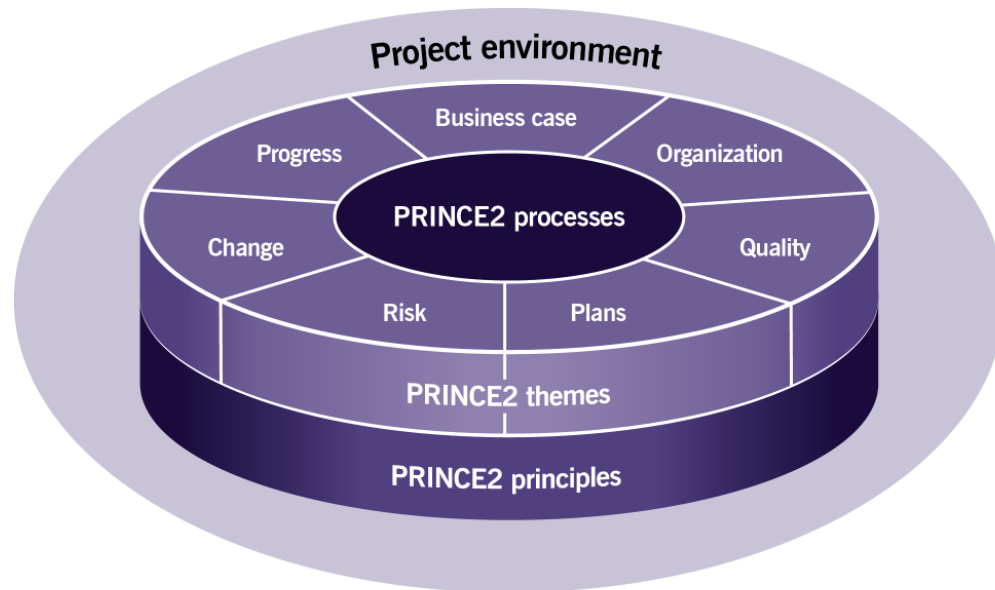 Project environment
Business case
Progress
Organization
PRINCE2 processes
Change
Quality
Risk
Plans
PRINCE2 themes
PRINCE2 principles